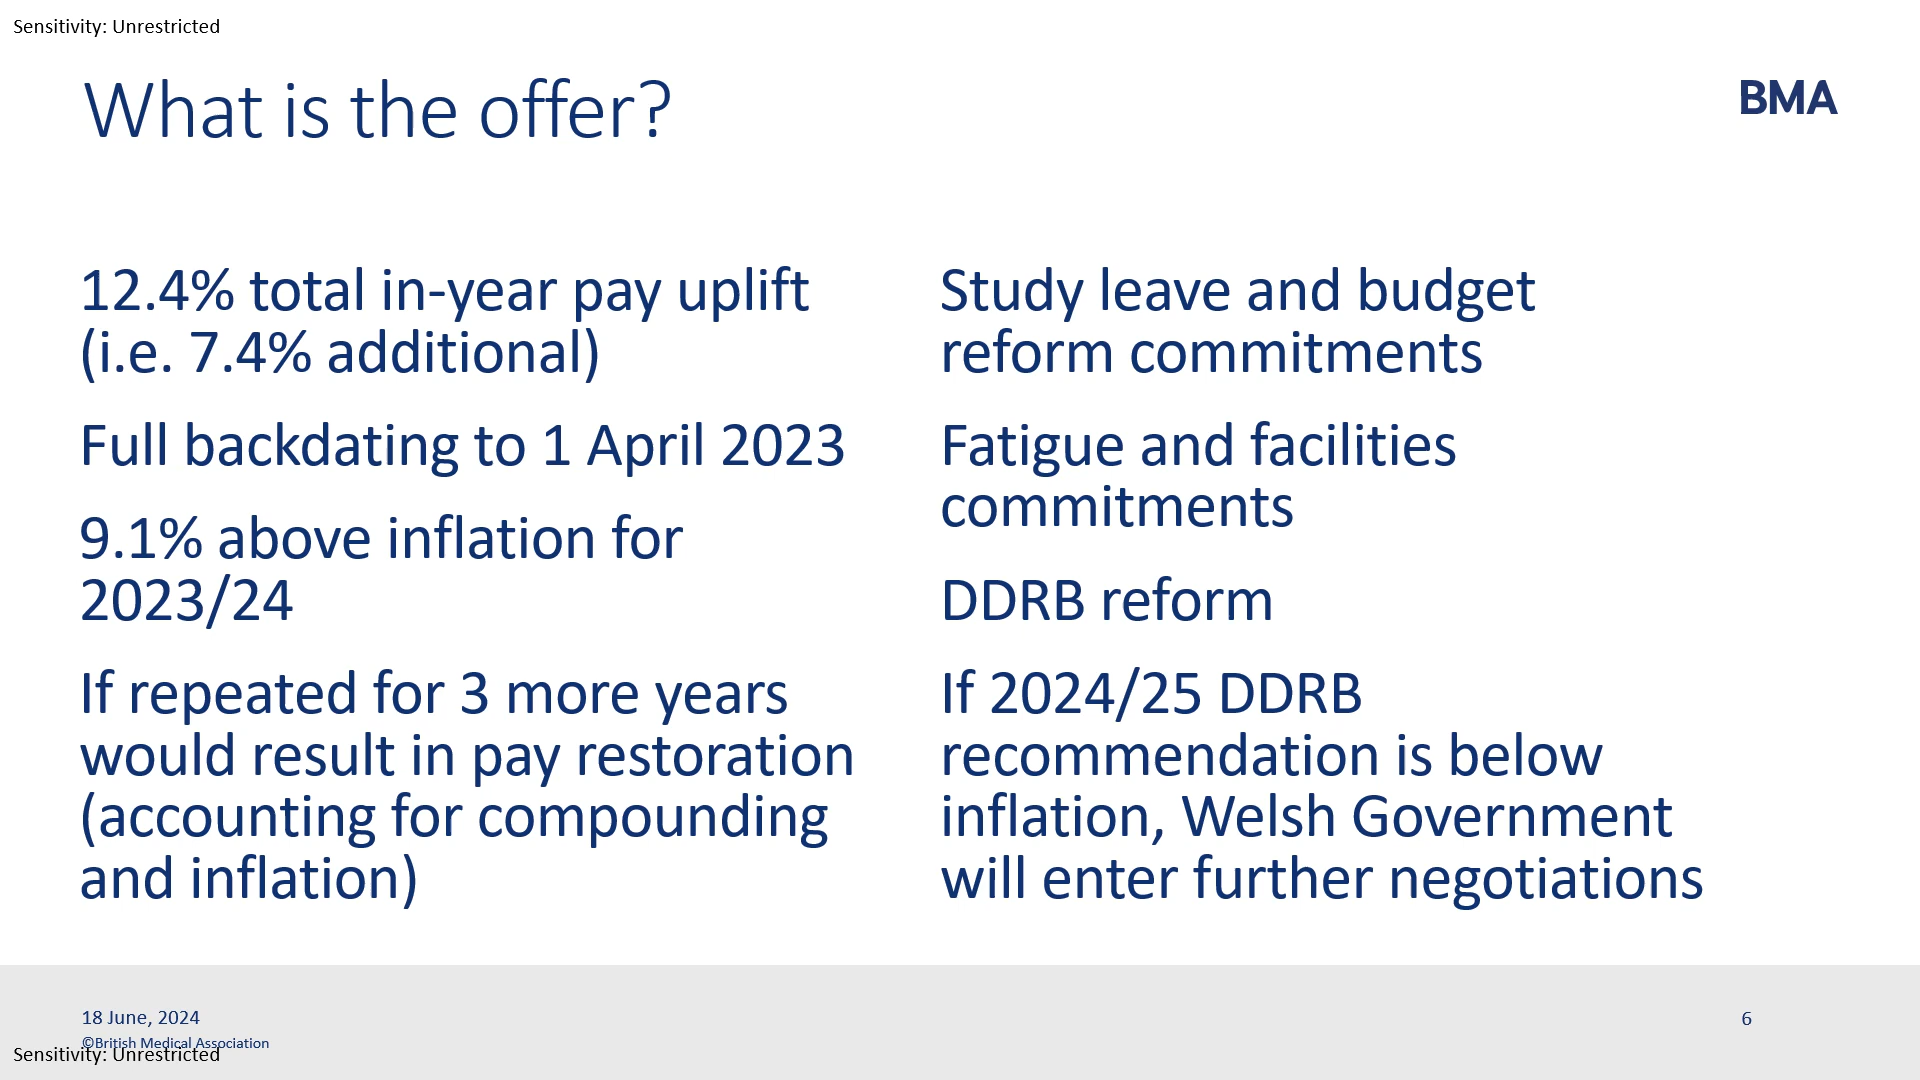 Sensitivity: Unrestricted
What is the offer?
BMA
12.4% total in-year pay uplift
(i.e. 7.4% additional)
Full backdating to 1 April 2023
9.1% above inflation for
2023/24
If repeated for 3 more years
would result in pay restoration
(accounting for compounding
and inflation)
Study leave and budget
reform commitments
Fatigue and facilities
commitments
DDRB reform
If 2024/25 DDRB
recommendation is below
inflation, Welsh Government
will enter further negotiations
18 June, 2024
6
©British Medical Association
Sensitivity: Unrestricted